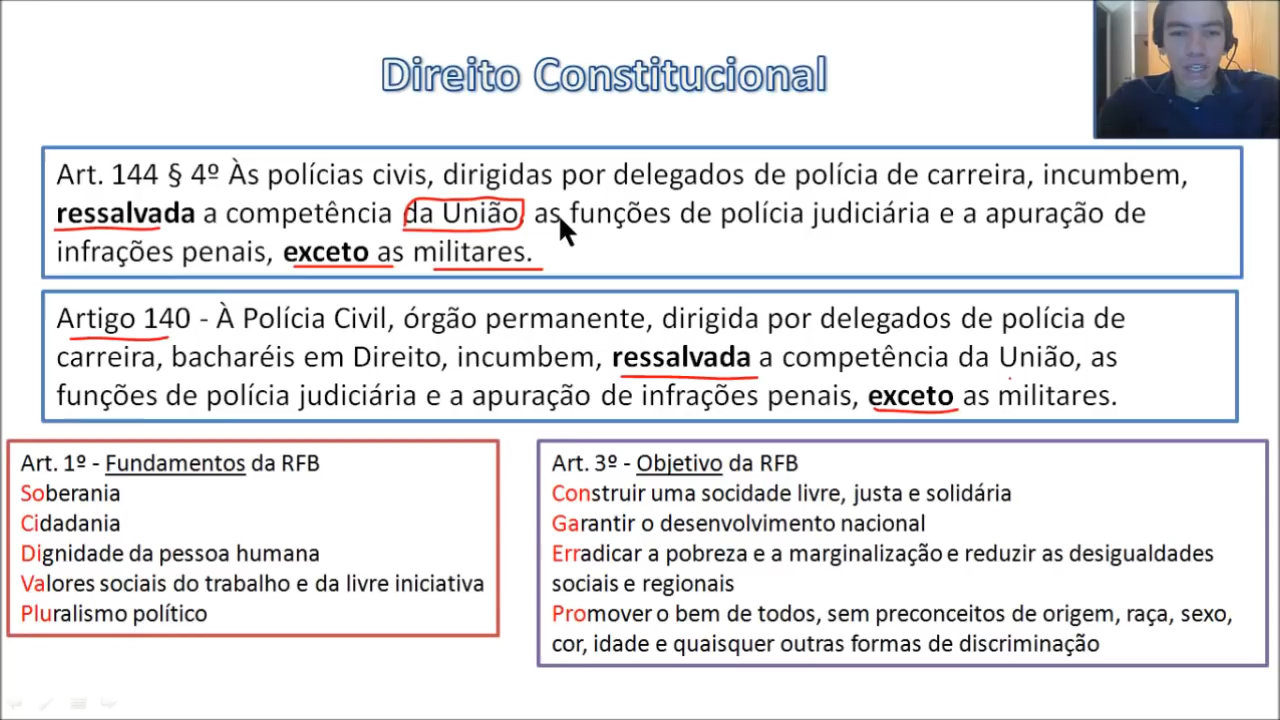 Direito Constitucional
Art. 144 § 4º Às polícias civis, dirigidas por delegados de polícia de carreira, incumbem,
ressalvada a competência da União, as funções de polícia judiciária e a apuração de
infrações penais, exceto as militares.
Artigo 140 - À Polícia Civil, órgão permanente, dirigida por delegados de polícia de
carreira, bacharéis em Direito, incumbem, ressalvada a competência da União, as
funções de polícia judiciária e a apuração de infrações penais, exceto as militares.
Art. 1º - Fundamentos da RFB
Soberania
Cidadania
Dignidade da pessoa humana
Valores sociais do trabalho e da livre iniciativa
Pluralismo político
Art. 3º - Objetivo da RFB
Construir uma socidade livre, justa e solidária
Garantir o desenvolvimento nacional
Erradicar a pobreza e a marginalização e reduzir as desigualdades
sociais e regionais
Promover o bem de todos, sem preconceitos de origem, raça, sexo,
cor, idade e quaisquer outras formas de discriminação